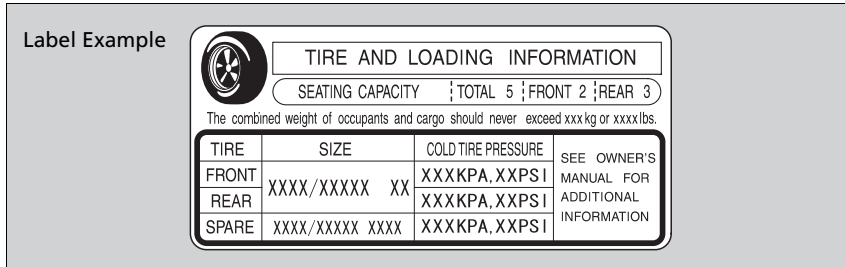 Label Example
TIRE AND LOADING INFORMATION
SEATING CAPACITY TOTAL 5 FRONT 2 REAR 3
The combined weight of occupants and cargo should never exceed xxx kg or xxxx lbs.
TIRE SIZE COLD TIRE PRESSURE
FRONT XXXX/XXXXX XX XXXKPA, XXPSI
REAR XXXKPA, XXPSI
SPARE XXXX/XXXXX XXXX XXXKPA, XXPSI
SEE OWNER'S
MANUAL FOR
ADDITIONAL
INFORMATION